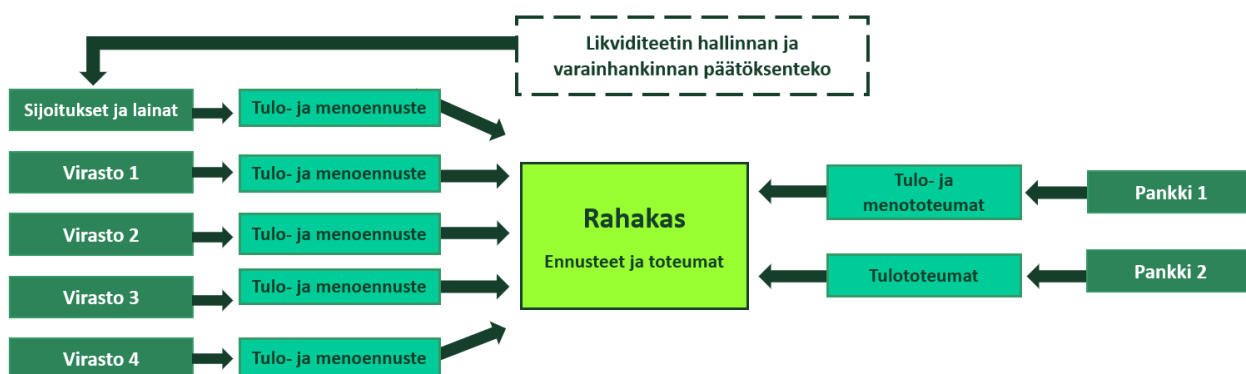 Likviditeetin hallinnan ja
varainhankinnan päätöksenteko
Sijoitukset ja lainat
Tulo- ja menoennuste
Virasto 1
Tulo- ja menoennuste
Virasto 2
Tulo- ja menoennuste
Virasto 3
Tulo- ja menoennuste
Virasto 4
Tulo- ja menoennuste
Rahakas
Ennusteet ja toteumat
Tulo- ja
menototeumat
Pankki 1
Tulototeumat
Pankki 2